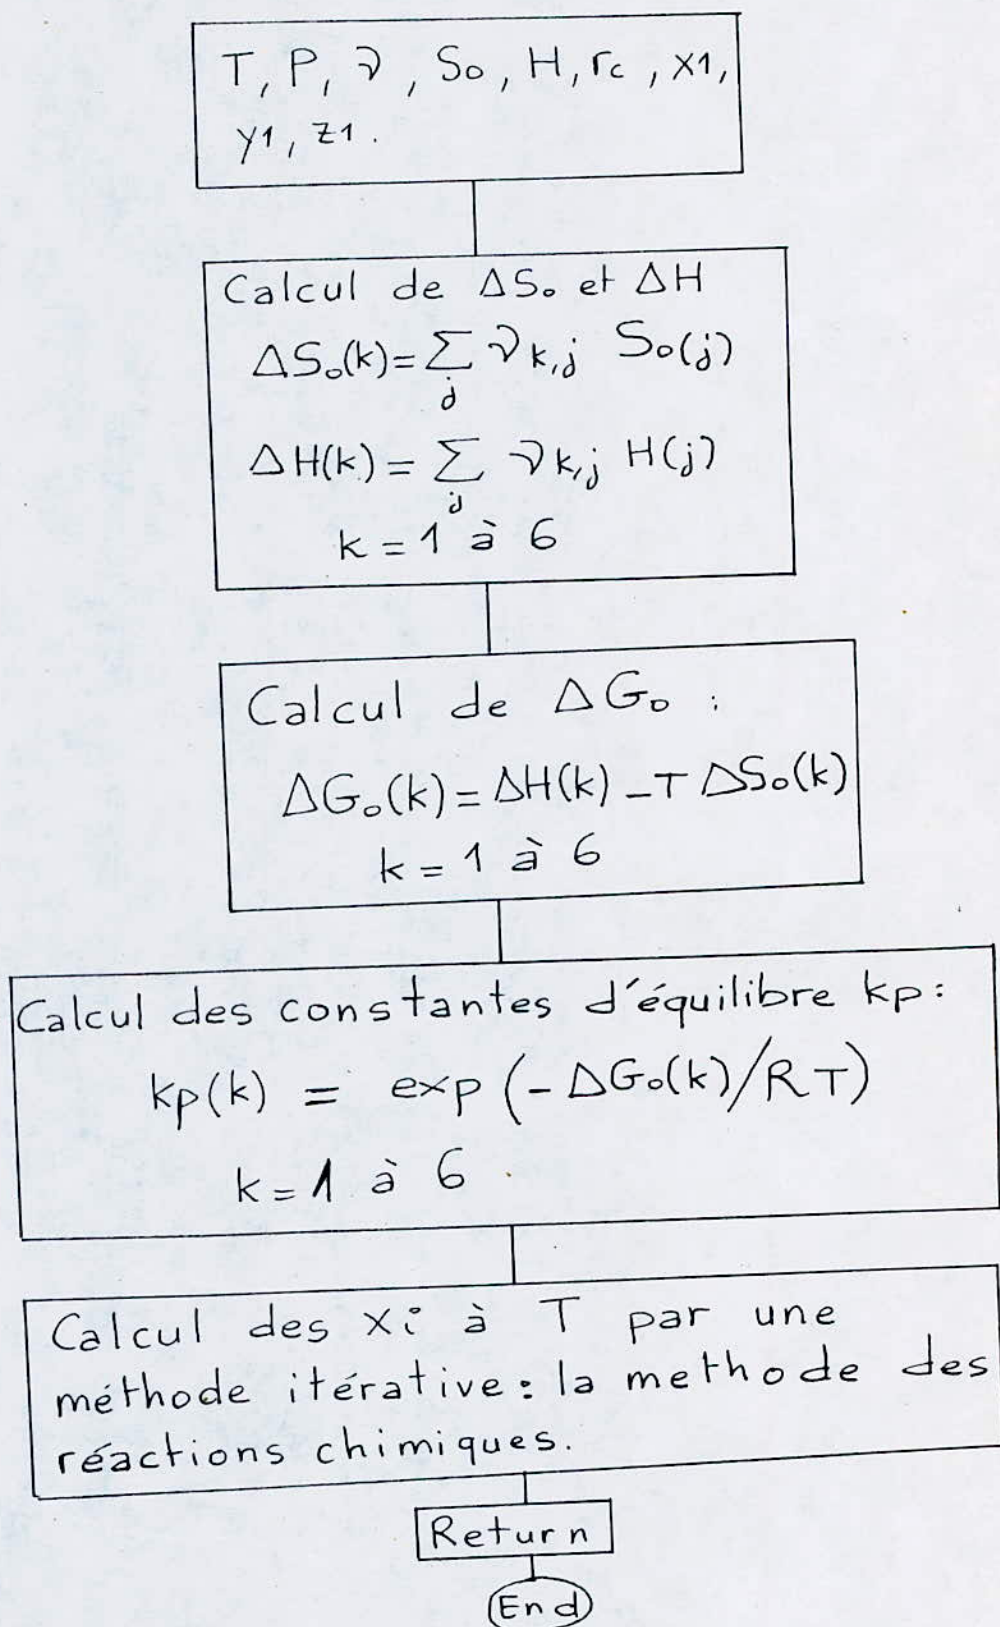 T, P, ν, So, H, rc, x1,
y1, z1.
Calcul de ΔSo et ΔH
ΔSo(k) = Σ νk,j So(j)
j
ΔH(k) = Σ νk,j H(j)
j
k = 1 à 6
Calcul de ΔGo :
ΔGo(k) = ΔH(k) - T ΔSo(k)
k = 1 à 6
Calcul des constantes d'équilibre kp:
kp(k) = exp (- ΔGo(k)/RT)
k = 1 à 6.
Calcul des xi à T par une
méthode itérative: la methode des
réactions chimiques.
Return
End